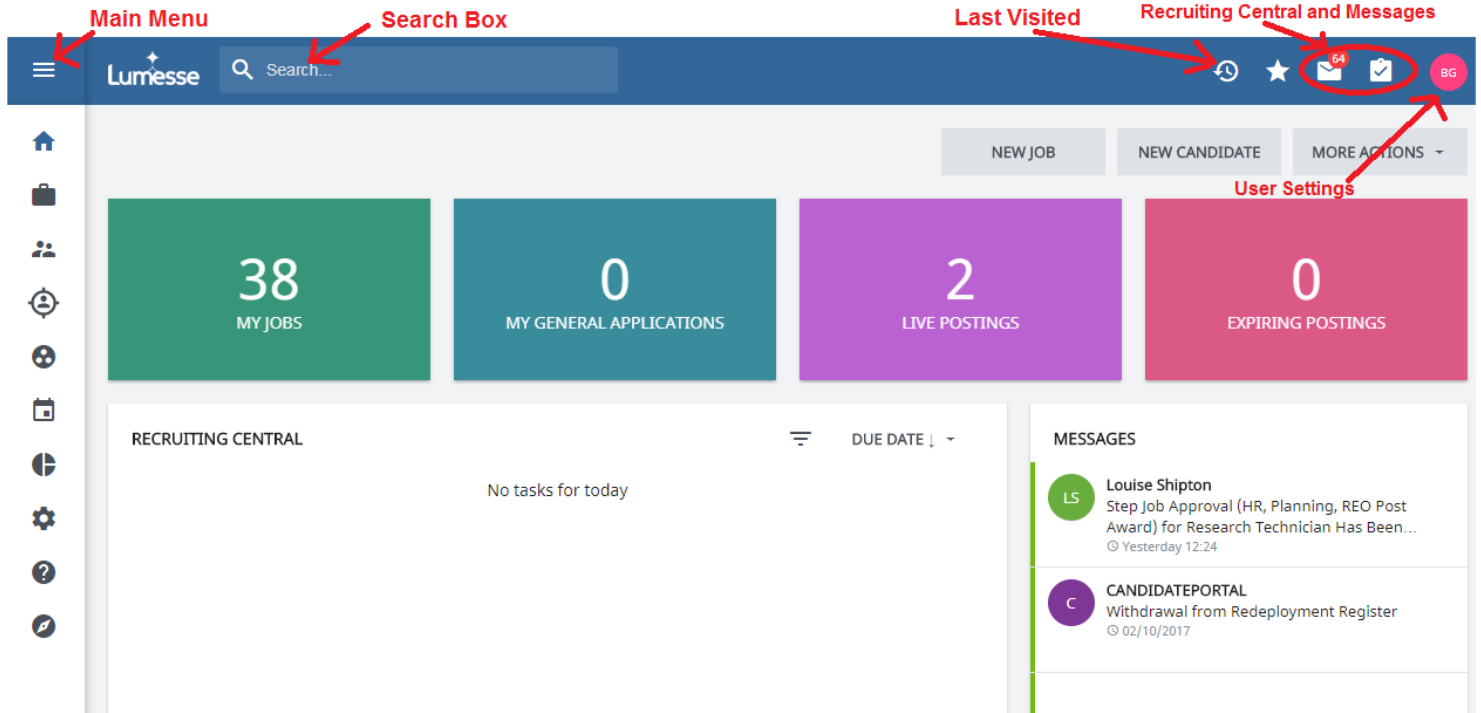 Main Menu
Search Box
Last Visited
Recruiting Central and Messages
Lumesse
Search...
64
BG
NEW JOB
NEW CANDIDATE
MORE ACTIONS
User Settings
38
MY JOBS
0
MY GENERAL APPLICATIONS
2
LIVE POSTINGS
0
EXPIRING POSTINGS
RECRUITING CENTRAL
DUE DATE ↓
No tasks for today
MESSAGES
LS
Louise Shipton
Step Job Approval (HR, Planning, REO Post
Award) for Research Technician Has Been...
Yesterday 12:24
C
CANDIDATEPORTAL
Withdrawal from Redeployment Register
02/10/2017